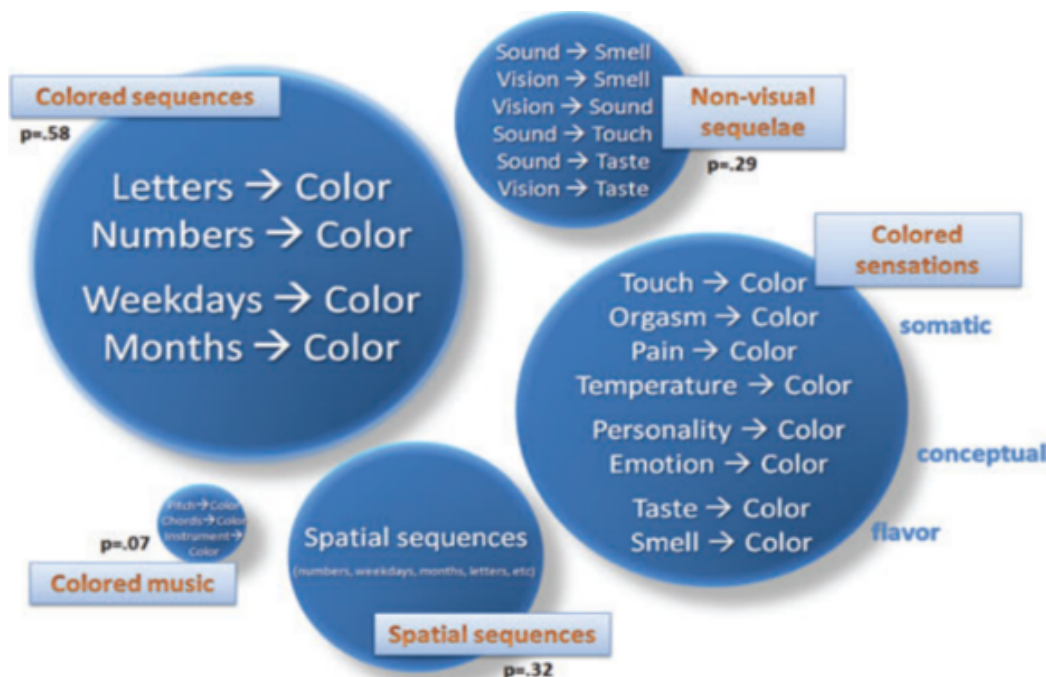 Colored sequences
p=.58
Letters → Color
Numbers → Color
Weekdays → Color
Months → Color
Sound → Smell
Vision → Smell
Vision → Sound
Sound → Touch
Sound → Taste
Vision → Taste
Non-visual
sequelae
p=.29
Colored
sensations
Touch → Color
Orgasm → Color
Pain → Color
Temperature → Color
somatic
Personality → Color
Emotion → Color
conceptual
Taste → Color
Smell → Color
flavor
Pitch→Color
Chords→Color
Instrument→
Color
p=.07
Colored music
Spatial sequences
(numbers, weekdays, months, letters, etc)
Spatial sequences
p=.32